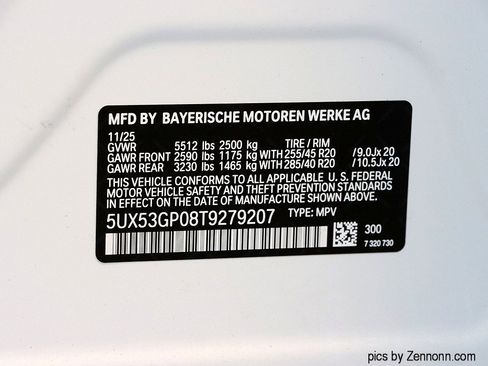 MFD BY BAYERISCHE MOTOREN WERKE AG
11/25
GVWR 5512 lbs 2500 kg TIRE / RIM
GAWR FRONT 2590 lbs 1175 kg WITH 255/45 R20 /9.0Jx 20
GAWR REAR 3230 lbs 1465 kg WITH 285/40 R20 /10.5Jx 20
THIS VEHICLE CONFORMS TO ALL APPLICABLE U. S. FEDERAL
MOTOR VEHICLE SAFETY AND THEFT PREVENTION STANDARDS
IN EFFECT ON THE DATE OF MANUFACTURE SHOWN ABOVE.
5UX53GP08T9279207 TYPE: MPV
300
7 320 730
pics by Zennonn.com